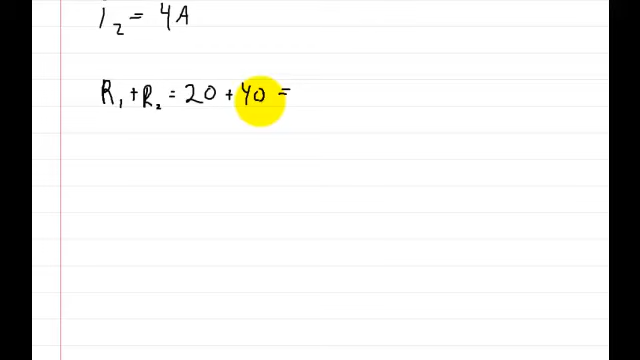 I₂ = 4A
R₁ + R₂ = 20 + 40 =